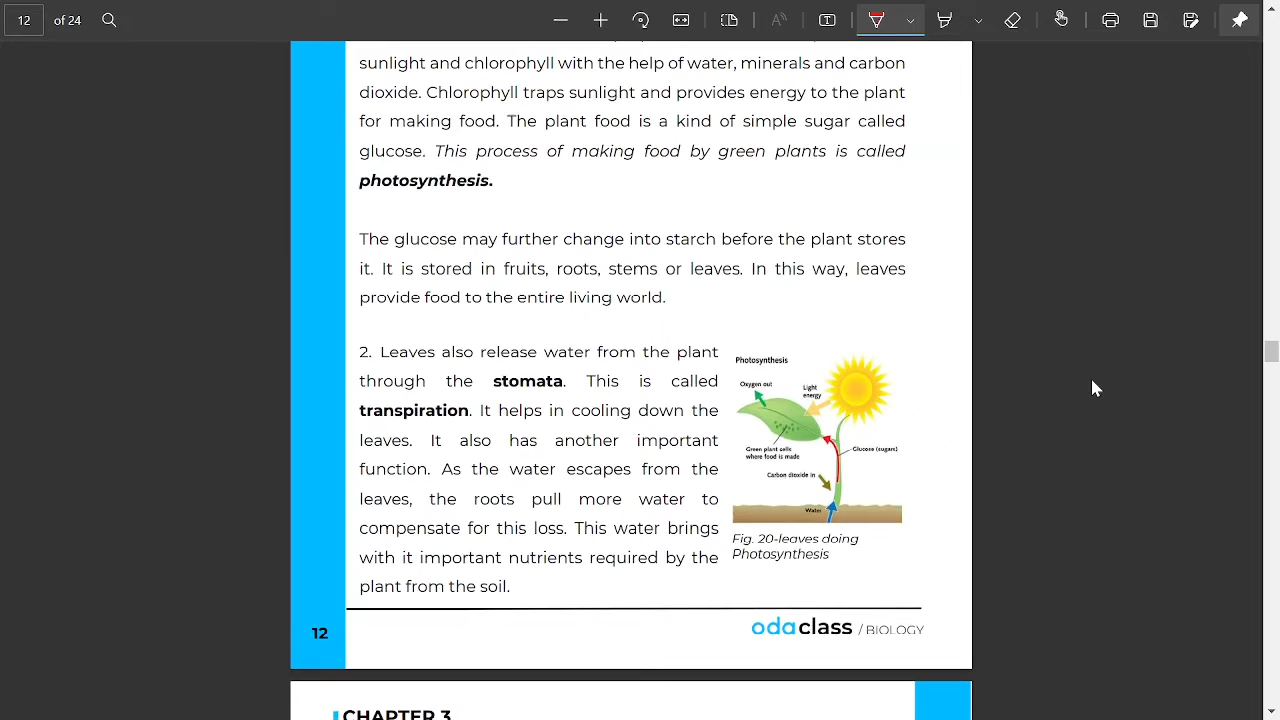 12 of 24
sunlight and chlorophyll with the help of water, minerals and carbon
dioxide. Chlorophyll traps sunlight and provides energy to the plant
for making food. The plant food is a kind of simple sugar called
glucose. This process of making food by green plants is called
photosynthesis.
The glucose may further change into starch before the plant stores
it. It is stored in fruits, roots, stems or leaves. In this way, leaves
provide food to the entire living world.
2. Leaves also release water from the plant
through the stomata. This is called
transpiration. It helps in cooling down the
leaves. It also has another important
function. As the water escapes from the
leaves, the roots pull more water to
compensate for this loss. This water brings
with it important nutrients required by the
plant from the soil.
Photosynthesis
Oxygen out
Light
energy
Green plant cells
where food is made
Glucose (sugars)
Carbon dioxide in
Water
Fig. 20-leaves doing
Photosynthesis
12
odaclass / BIOLOGY
CHAPTER 3